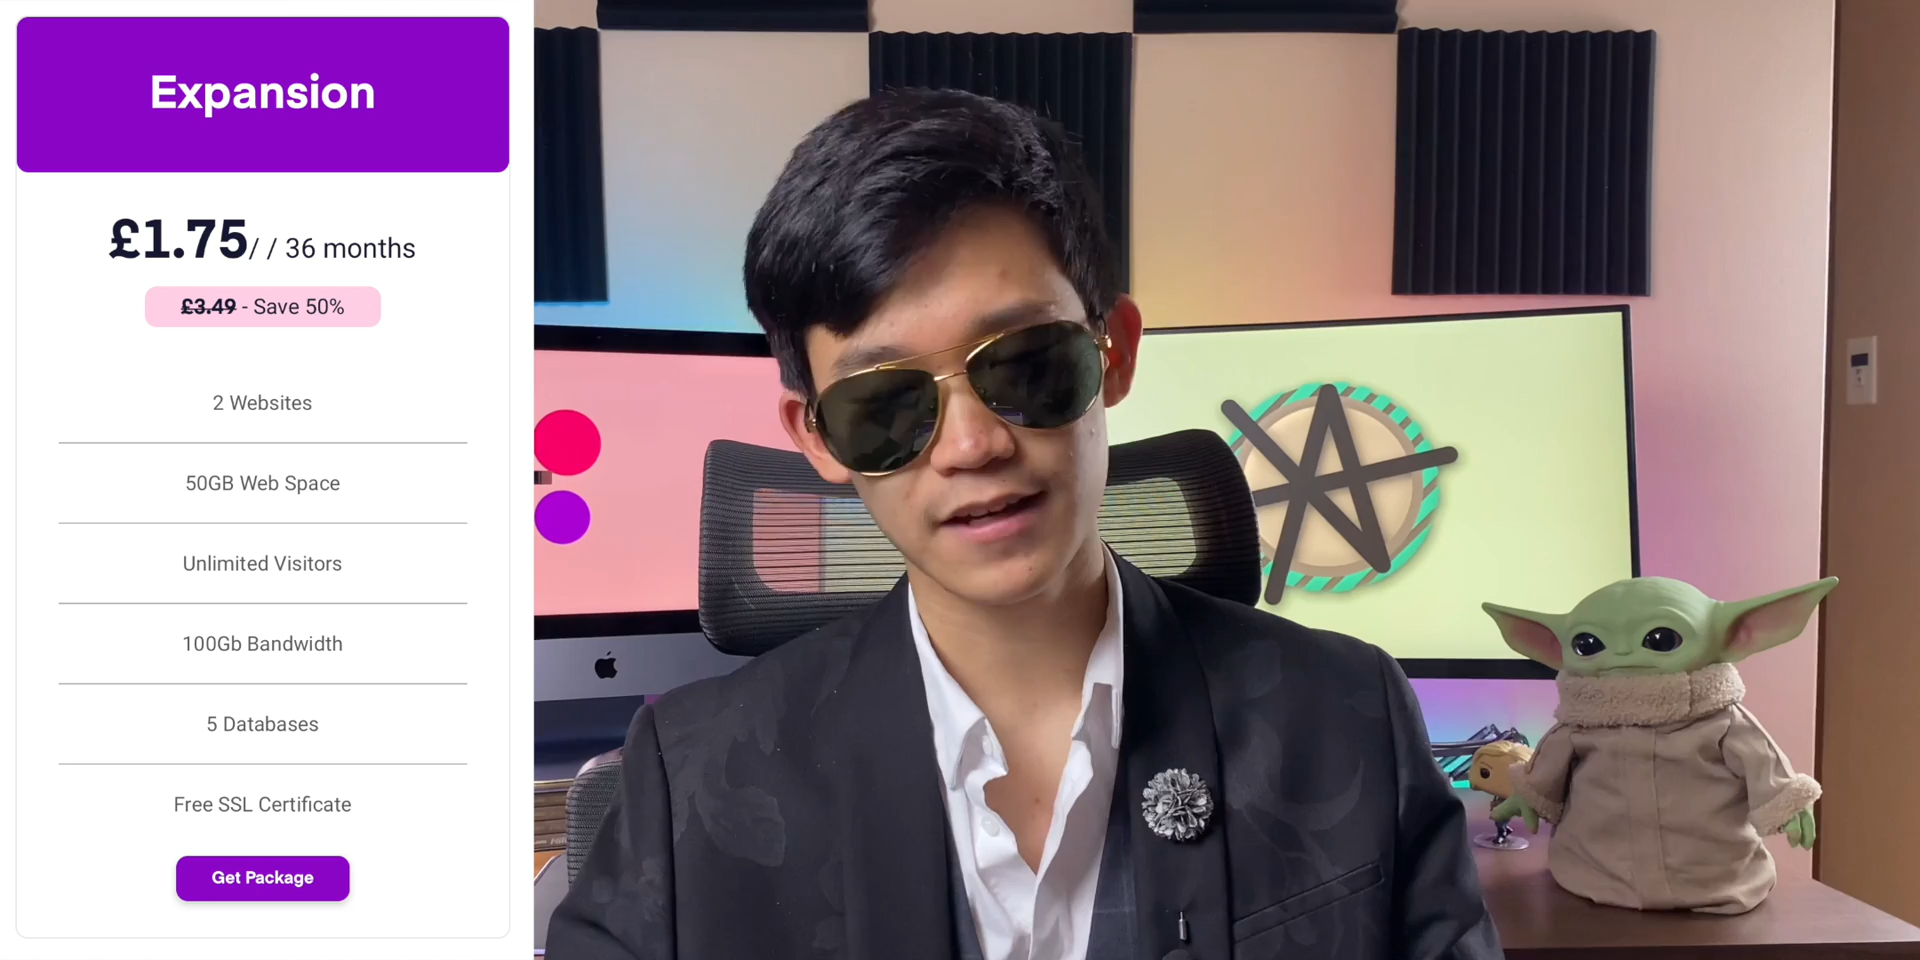 Expansion
£1.75/ / 36 months
£3.49 - Save 50%
2 Websites
50GB Web Space
Unlimited Visitors
100Gb Bandwidth
5 Databases
Free SSL Certificate
Get Package